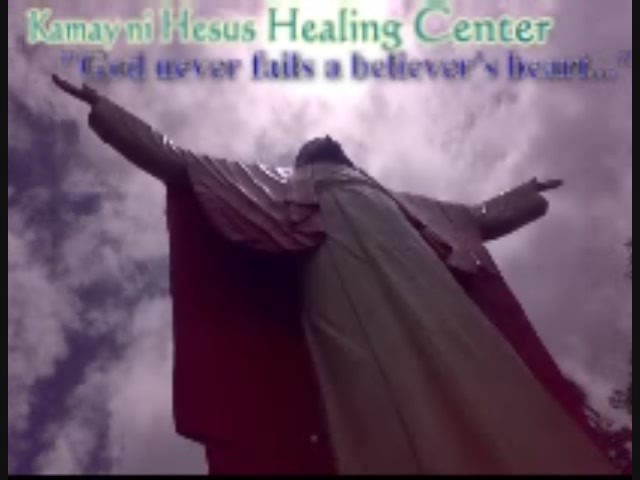 Kamay ni Hesus Healing Center
"God never fails a believer's heart..."